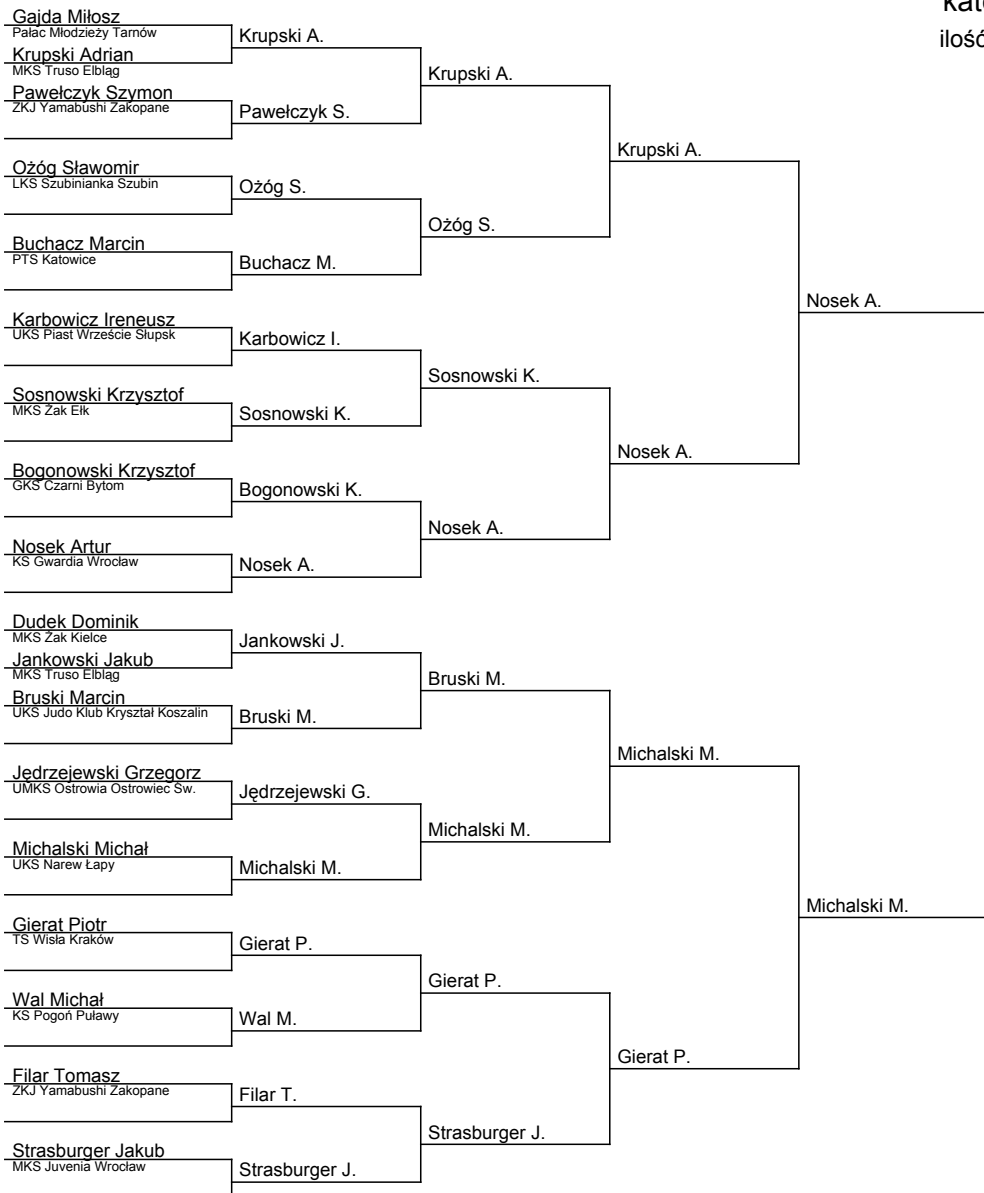 kate
ilość
Gajda Miłosz
Pałac Młodzieży Tarnów
Krupski Adrian
MKS Truso Elbląg
Pawełczyk Szymon
ZKJ Yamabushi Zakopane
Ożóg Sławomir
LKS Szubinianka Szubin
Buchacz Marcin
PTS Katowice
Karbowicz Ireneusz
UKS Piast Wrzeście Słupsk
Sosnowski Krzysztof
MKS Żak Ełk
Bogonowski Krzysztof
GKS Czarni Bytom
Nosek Artur
KS Gwardia Wrocław
Dudek Dominik
MKS Żak Kielce
Jankowski Jakub
MKS Truso Elbląg
Bruski Marcin
UKS Judo Klub Kryształ Koszalin
Jędrzejewski Grzegorz
UMKS Ostrowia Ostrowiec Św.
Michalski Michał
UKS Narew Łapy
Gierat Piotr
TS Wisła Kraków
Wal Michał
KS Pogoń Puławy
Filar Tomasz
ZKJ Yamabushi Zakopane
Strasburger Jakub
MKS Juvenia Wrocław
Krupski A.
Pawełczyk S.
Ożóg S.
Buchacz M.
Karbowicz I.
Sosnowski K.
Bogonowski K.
Nosek A.
Jankowski J.
Bruski M.
Jędrzejewski G.
Michalski M.
Gierat P.
Wal M.
Filar T.
Strasburger J.
Krupski A.
Ożóg S.
Sosnowski K.
Nosek A.
Bruski M.
Michalski M.
Gierat P.
Strasburger J.
Krupski A.
Nosek A.
Michalski M.
Gierat P.
Nosek A.
Michalski M.